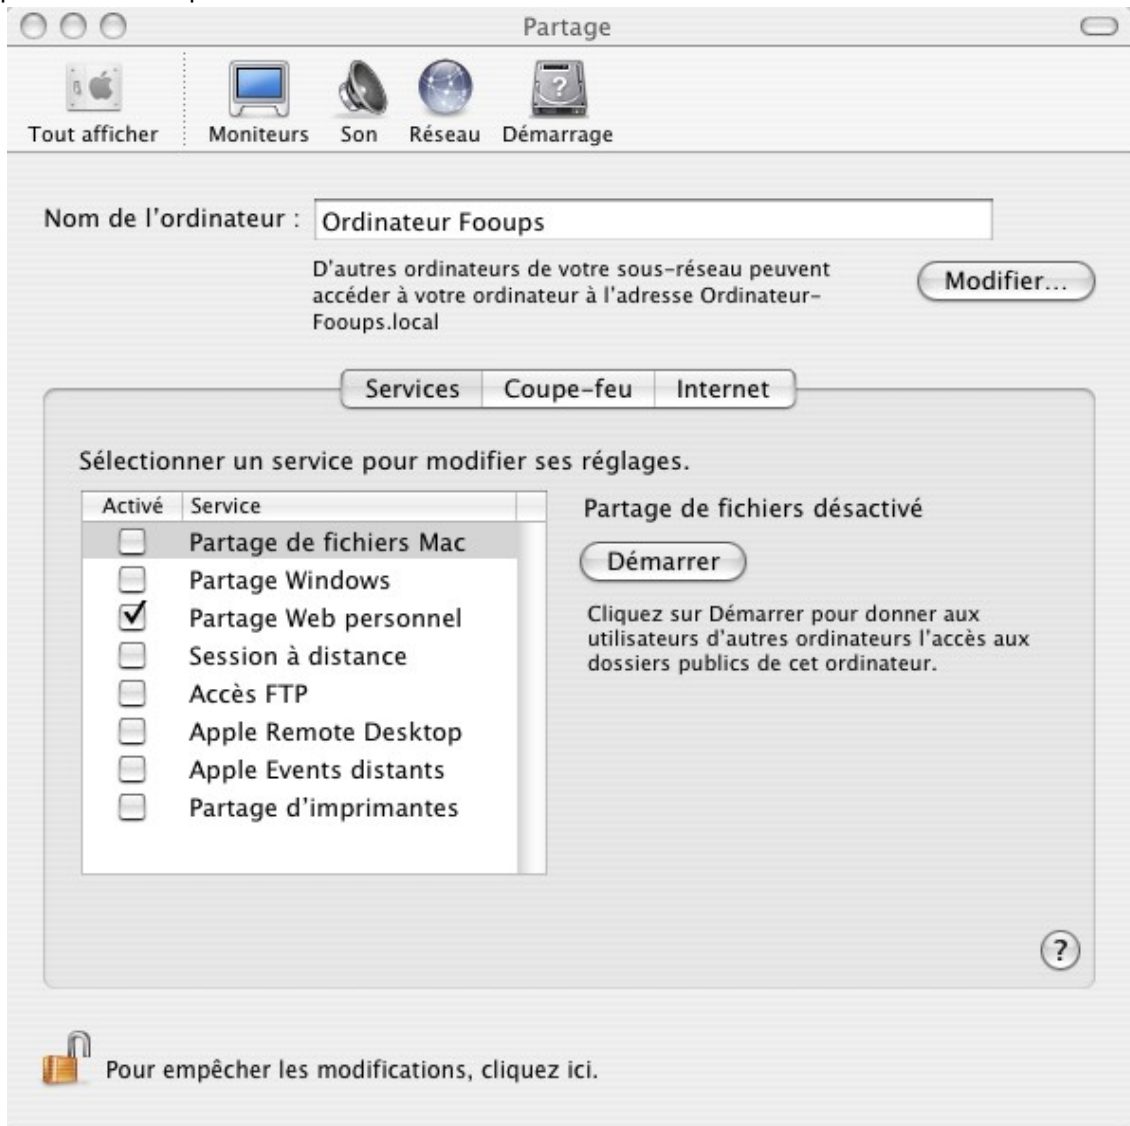 Partage
Tout afficher
Moniteurs
Son
Réseau
Démarrage
Nom de l'ordinateur :
Ordinateur Fooups
D'autres ordinateurs de votre sous-réseau peuvent
accéder à votre ordinateur à l'adresse Ordinateur-
Fooups.local
Modifier...
Services
Coupe-feu
Internet
Sélectionner un service pour modifier ses réglages.
Activé
Service
Partage de fichiers Mac
Partage Windows
Partage Web personnel
Session à distance
Accès FTP
Apple Remote Desktop
Apple Events distants
Partage d'imprimantes
Partage de fichiers désactivé
Démarrer
Cliquez sur Démarrer pour donner aux
utilisateurs d'autres ordinateurs l'accès aux
dossiers publics de cet ordinateur.
?
Pour empêcher les modifications, cliquez ici.